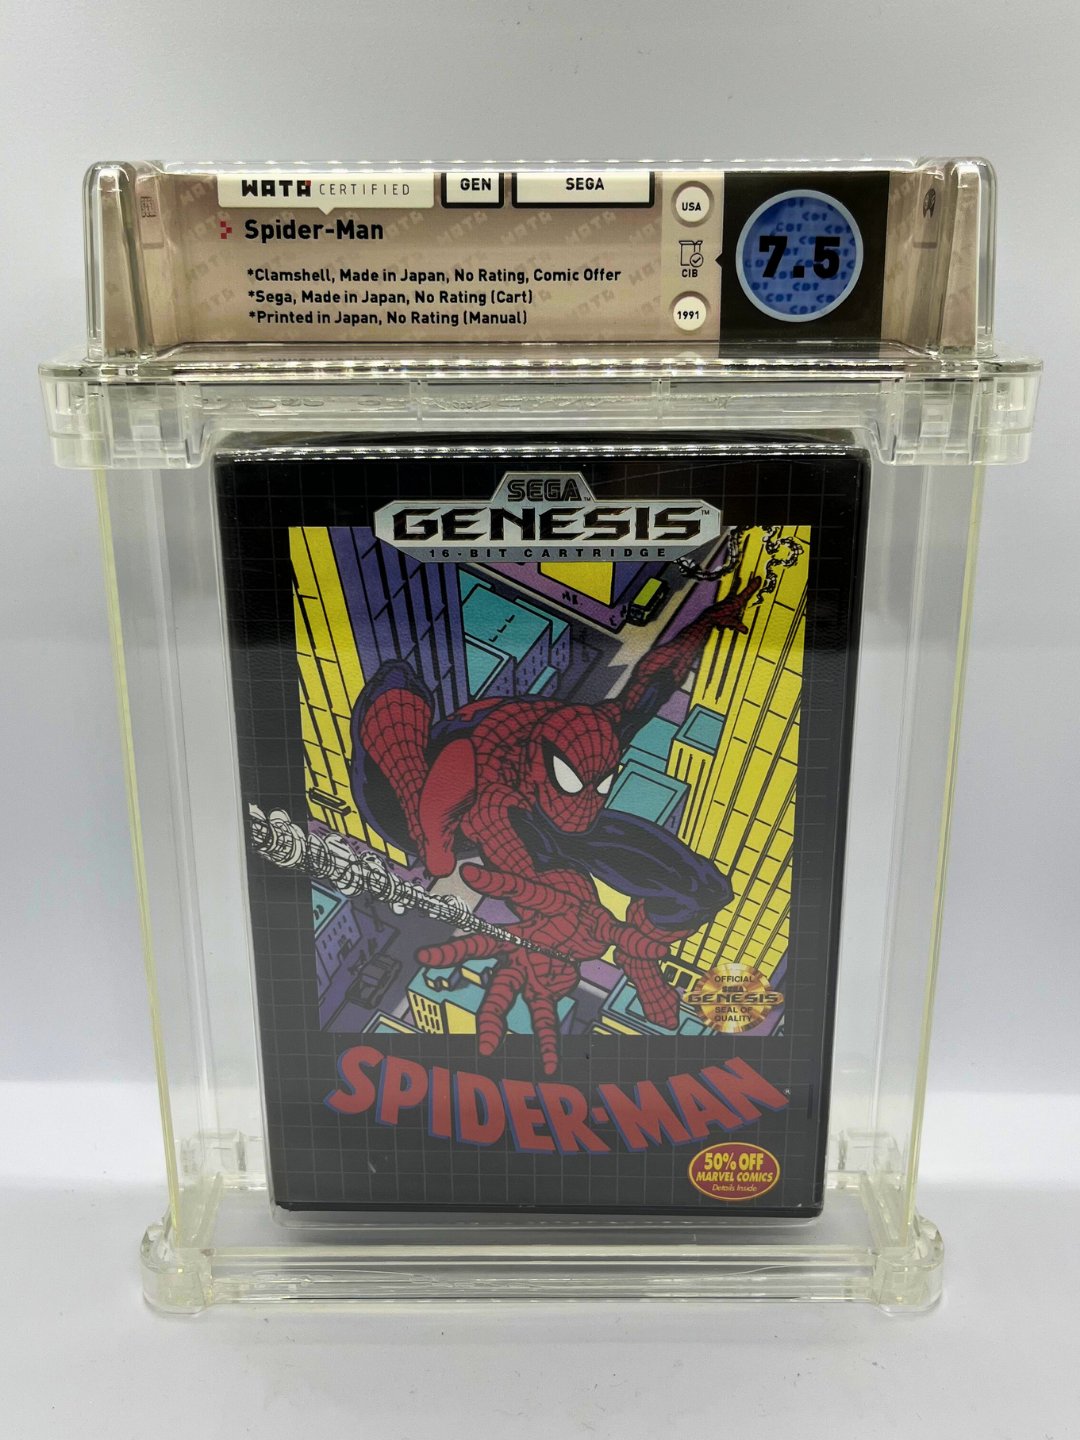 WATA CERTIFIED
GEN
SEGA
Spider-Man
*Clamshell, Made in Japan, No Rating, Comic Offer
*Sega, Made in Japan, No Rating (Cart)
*Printed in Japan, No Rating (Manual)
USA
CIB
1991
7.5
SEGA
GENESIS™
16-BIT CARTRIDGE
OFFICIAL
SEGA
GENESIS
SEAL OF
QUALITY
SPIDER-MAN
50% OFF
MARVEL COMICS
Details Inside